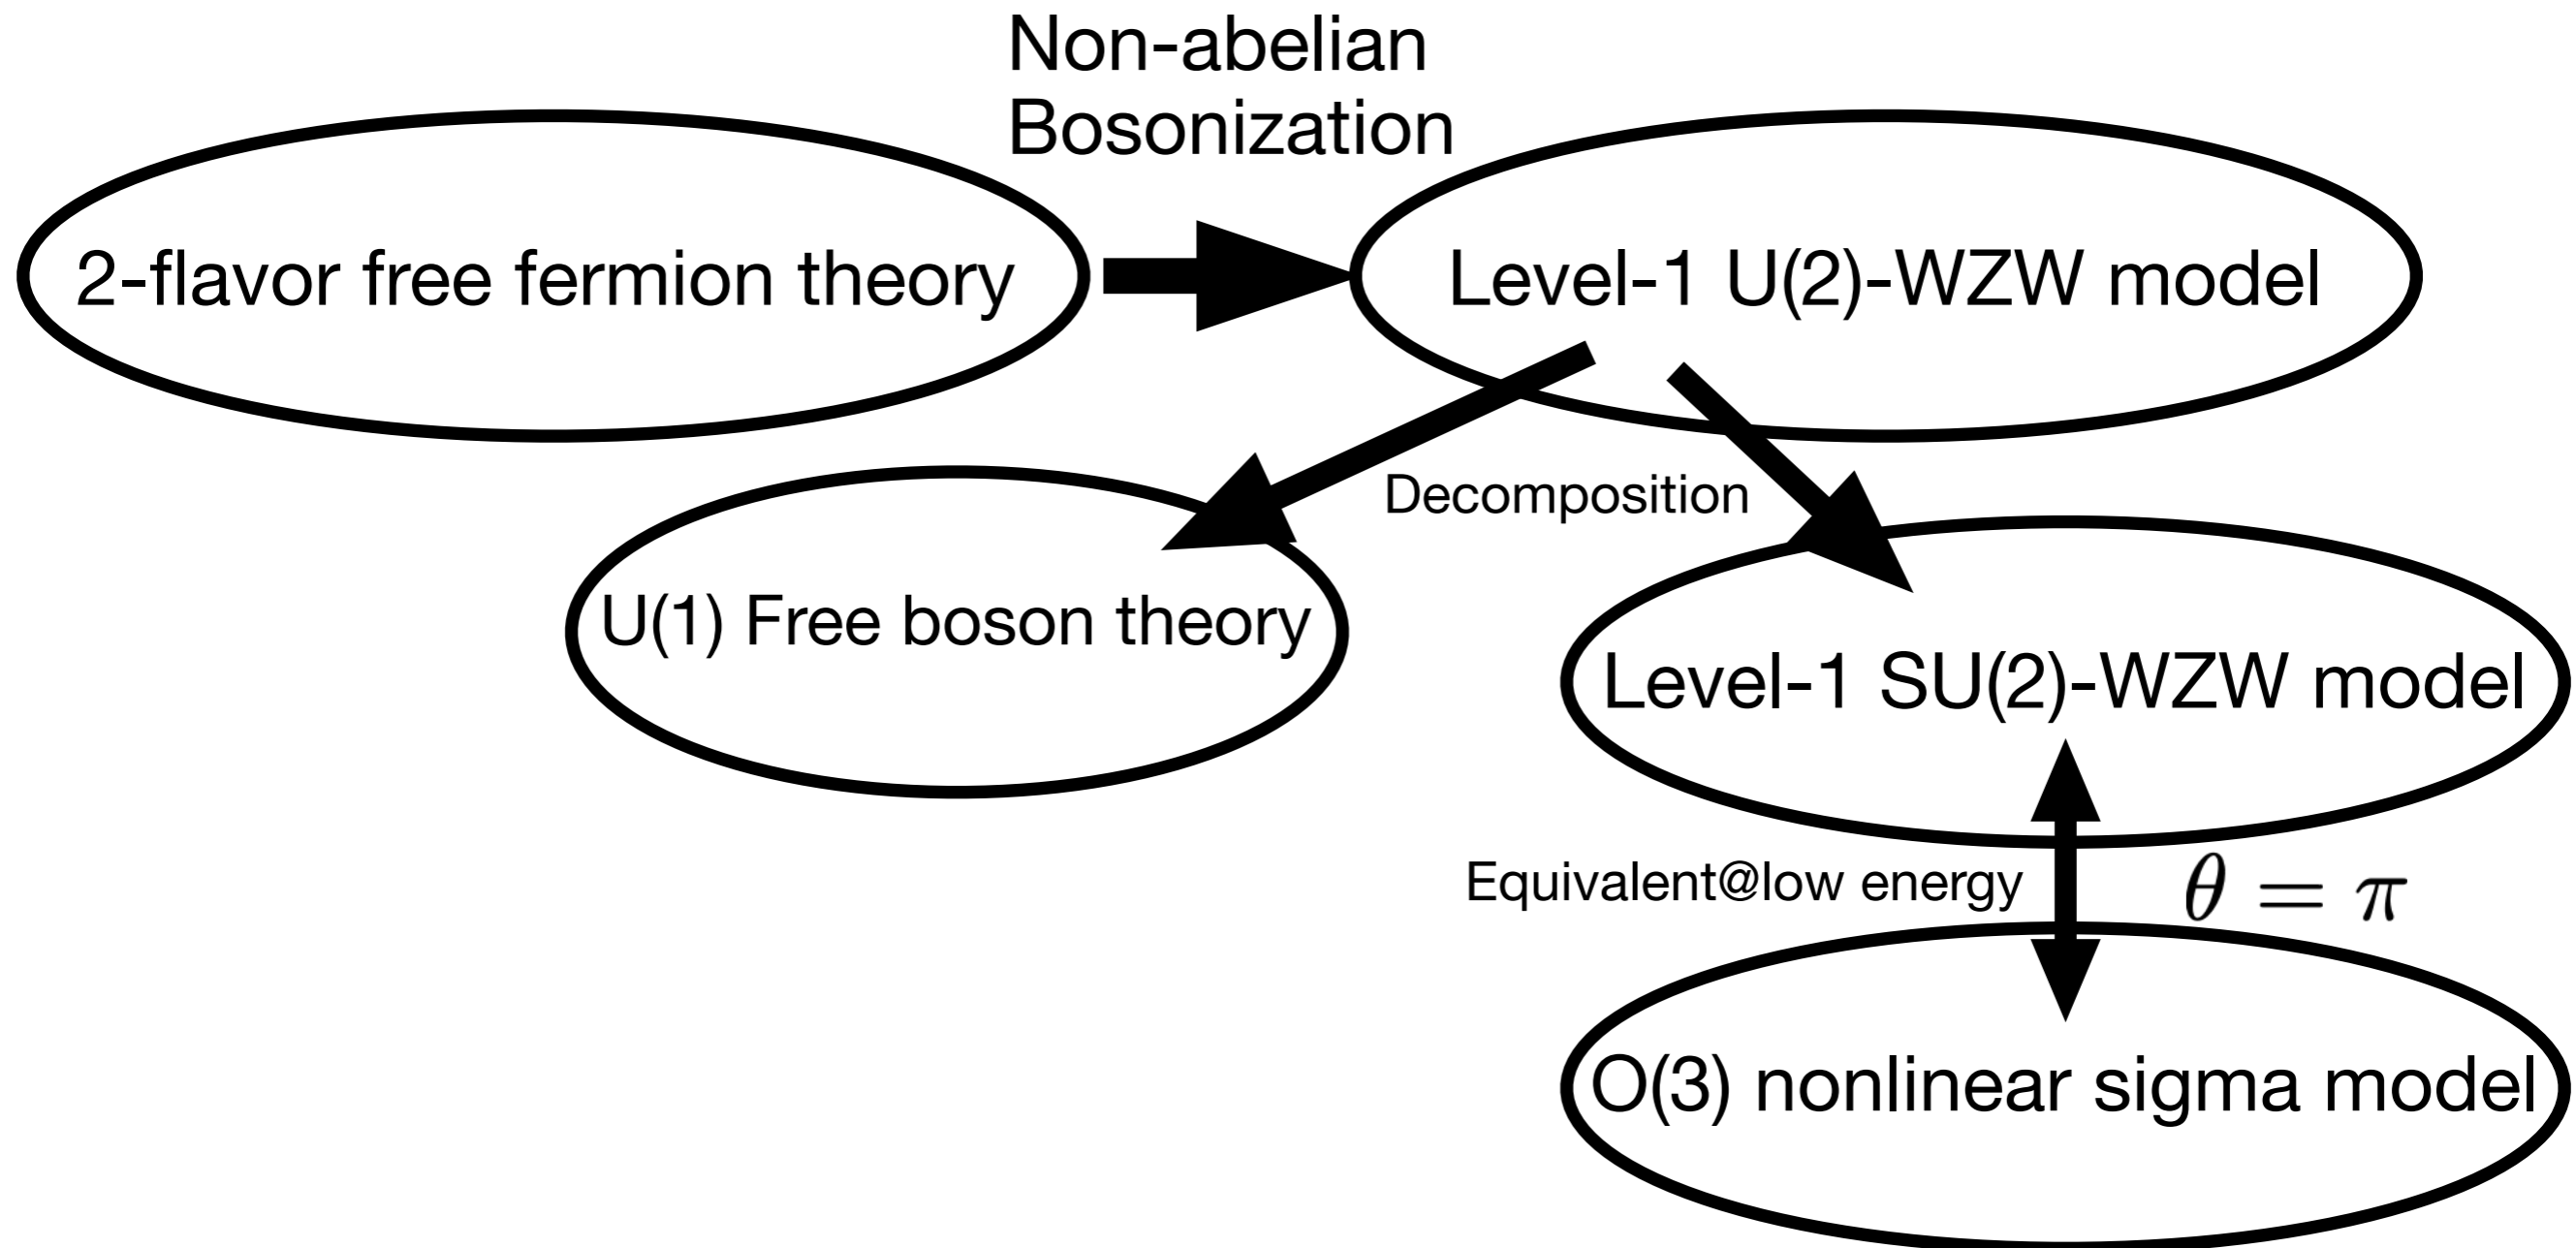 Non-abelian
Bosonization
2-flavor free fermion theory
Level-1 U(2)-WZW model
Decomposition
U(1) Free boson theory
Level-1 SU(2)-WZW model
Equivalent@low energy
θ = π
O(3) nonlinear sigma model